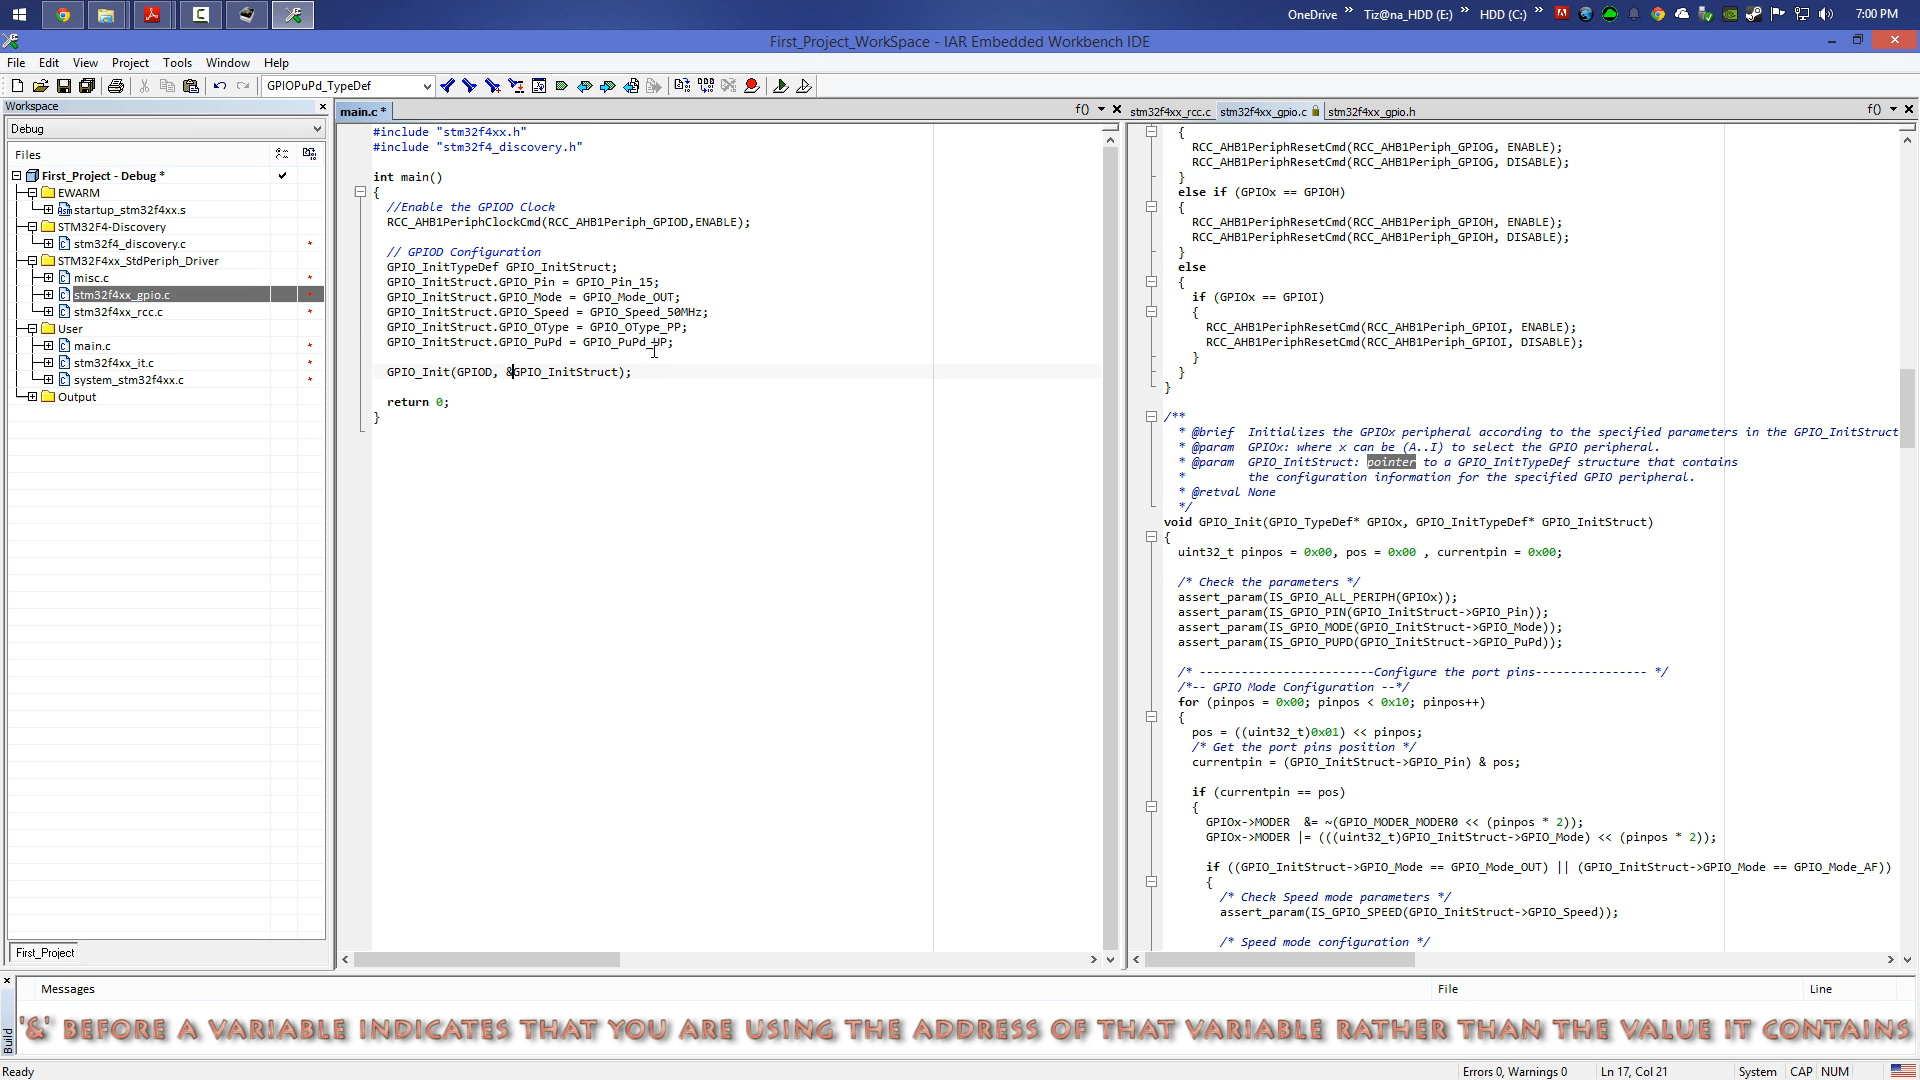 OneDrive » Tiz@na_HDD (E:) » HDD (C:) » 7:00 PM
First_Project_WorkSpace - IAR Embedded Workbench IDE
File Edit View Project Tools Window Help
GPIOPuPd_TypeDef
Workspace
Debug
Files
First_Project - Debug *
EWARM
startup_stm32f4xx.s
STM32F4-Discovery
stm32f4_discovery.c
STM32F4xx_StdPeriph_Driver
misc.c
stm32f4xx_gpio.c
stm32f4xx_rcc.c
User
main.c
stm32f4xx_it.c
system_stm32f4xx.c
Output
First_Project
main.c * f()
#include "stm32f4xx.h"
#include "stm32f4_discovery.h"
int main()
{
//Enable the GPIOD Clock
RCC_AHB1PeriphClockCmd(RCC_AHB1Periph_GPIOD,ENABLE);
// GPIOD Configuration
GPIO_InitTypeDef GPIO_InitStruct;
GPIO_InitStruct.GPIO_Pin = GPIO_Pin_15;
GPIO_InitStruct.GPIO_Mode = GPIO_Mode_OUT;
GPIO_InitStruct.GPIO_Speed = GPIO_Speed_50MHz;
GPIO_InitStruct.GPIO_OType = GPIO_OType_PP;
GPIO_InitStruct.GPIO_PuPd = GPIO_PuPd_UP;
GPIO_Init(GPIOD, &GPIO_InitStruct);
return 0;
}
stm32f4xx_rcc.c stm32f4xx_gpio.c stm32f4xx_gpio.h f()
{
RCC_AHB1PeriphResetCmd(RCC_AHB1Periph_GPIOG, ENABLE);
RCC_AHB1PeriphResetCmd(RCC_AHB1Periph_GPIOG, DISABLE);
}
else if (GPIOx == GPIOH)
{
RCC_AHB1PeriphResetCmd(RCC_AHB1Periph_GPIOH, ENABLE);
RCC_AHB1PeriphResetCmd(RCC_AHB1Periph_GPIOH, DISABLE);
}
else
{
if (GPIOx == GPIOI)
{
RCC_AHB1PeriphResetCmd(RCC_AHB1Periph_GPIOI, ENABLE);
RCC_AHB1PeriphResetCmd(RCC_AHB1Periph_GPIOI, DISABLE);
}
}
}
/**
* @brief Initializes the GPIOx peripheral according to the specified parameters in the GPIO_InitStruct
* @param GPIOx: where x can be (A..I) to select the GPIO peripheral.
* @param GPIO_InitStruct: pointer to a GPIO_InitTypeDef structure that contains
* the configuration information for the specified GPIO peripheral.
* @retval None
*/
void GPIO_Init(GPIO_TypeDef* GPIOx, GPIO_InitTypeDef* GPIO_InitStruct)
{
uint32_t pinpos = 0x00, pos = 0x00 , currentpin = 0x00;
/* Check the parameters */
assert_param(IS_GPIO_ALL_PERIPH(GPIOx));
assert_param(IS_GPIO_PIN(GPIO_InitStruct->GPIO_Pin));
assert_param(IS_GPIO_MODE(GPIO_InitStruct->GPIO_Mode));
assert_param(IS_GPIO_PUPD(GPIO_InitStruct->GPIO_PuPd));
/* -------------------------Configure the port pins---------------- */
/*-- GPIO Mode Configuration --*/
for (pinpos = 0x00; pinpos < 0x10; pinpos++)
{
pos = ((uint32_t)0x01) << pinpos;
/* Get the port pins position */
currentpin = (GPIO_InitStruct->GPIO_Pin) & pos;
if (currentpin == pos)
{
GPIOx->MODER &= ~(GPIO_MODER_MODER0 << (pinpos * 2));
GPIOx->MODER |= (((uint32_t)GPIO_InitStruct->GPIO_Mode) << (pinpos * 2));
if ((GPIO_InitStruct->GPIO_Mode == GPIO_Mode_OUT) || (GPIO_InitStruct->GPIO_Mode == GPIO_Mode_AF))
{
/* Check Speed mode parameters */
assert_param(IS_GPIO_SPEED(GPIO_InitStruct->GPIO_Speed));
/* Speed mode configuration */
Messages File Line
'&' BEFORE A VARIABLE INDICATES THAT YOU ARE USING THE ADDRESS OF THAT VARIABLE RATHER THAN THE VALUE IT CONTAINS
Build
Ready Errors 0, Warnings 0 Ln 17, Col 21 System CAP NUM